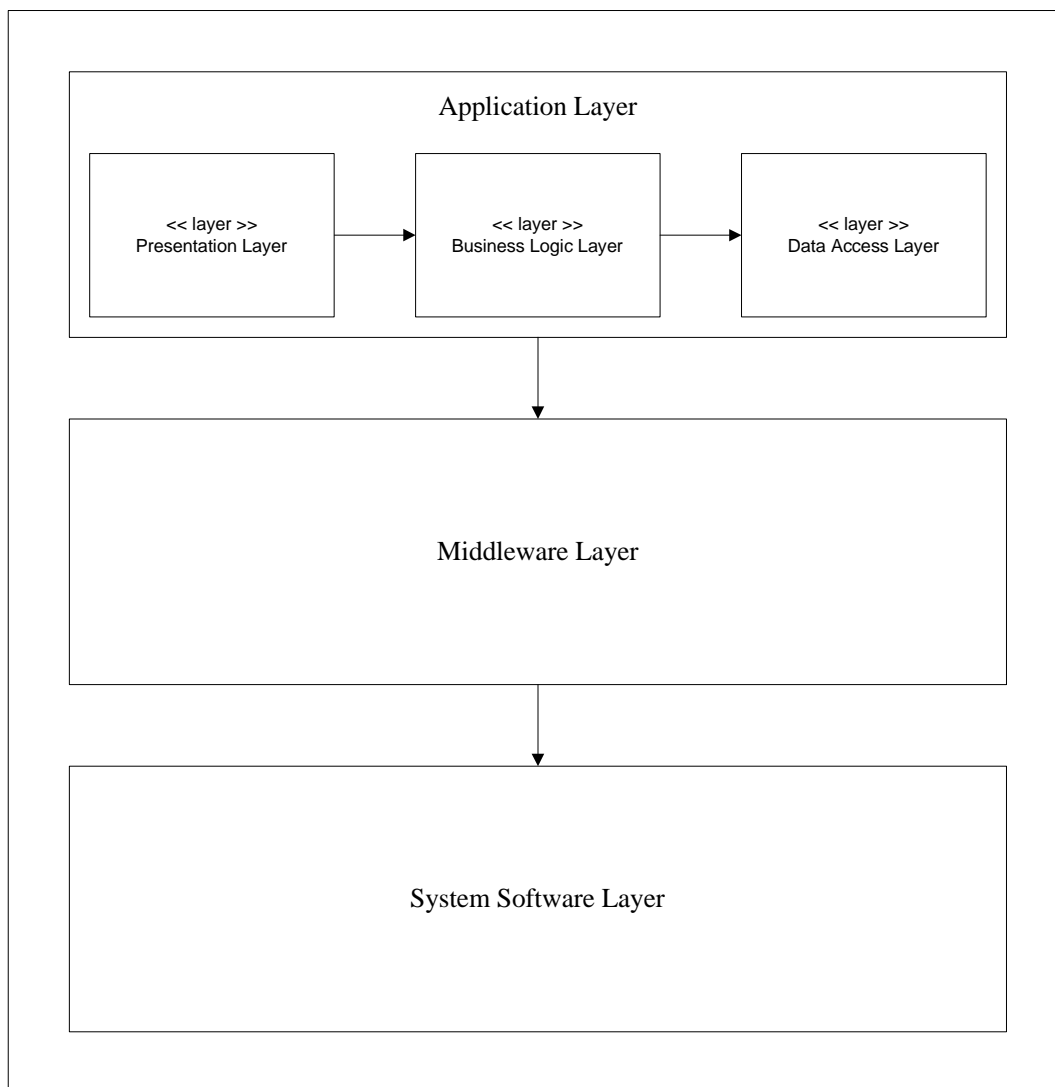 Application Layer
<< layer >>
Presentation Layer
<< layer >>
Business Logic Layer
<< layer >>
Data Access Layer
Middleware Layer
System Software Layer